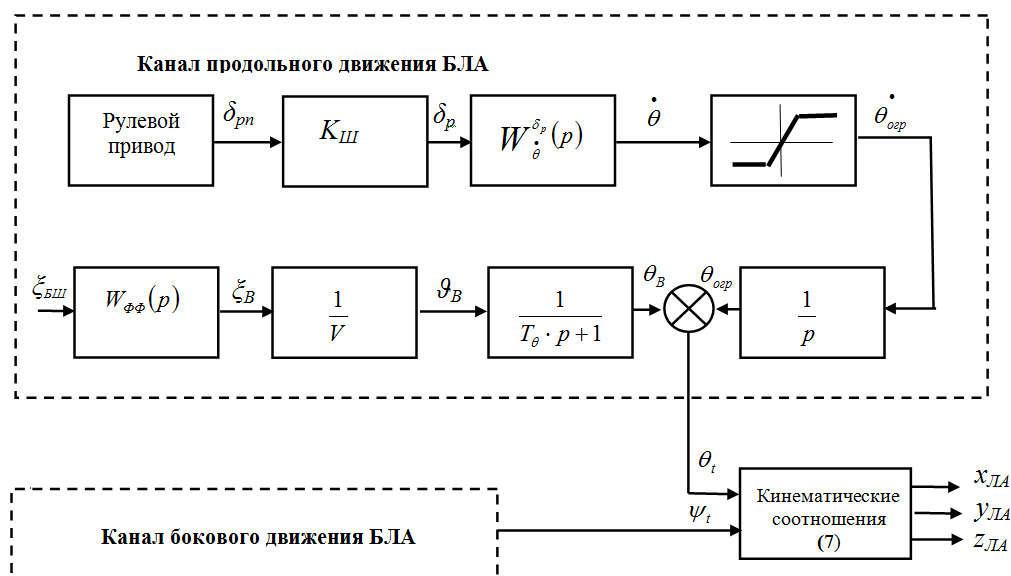 Канал продольного движения БЛА
Рулевой
привод
δрп
KШ
δр.
W δр θ̇ (p)
θ̇
θ̇огр
ξБШ
WФФ(p)
ξВ
1
V
ϑВ
1
Tθ · p + 1
θВ
θогр
1
p
θt
ψt
Кинематические
соотношения
(7)
xЛА
yЛА
zЛА
Канал бокового движения БЛА